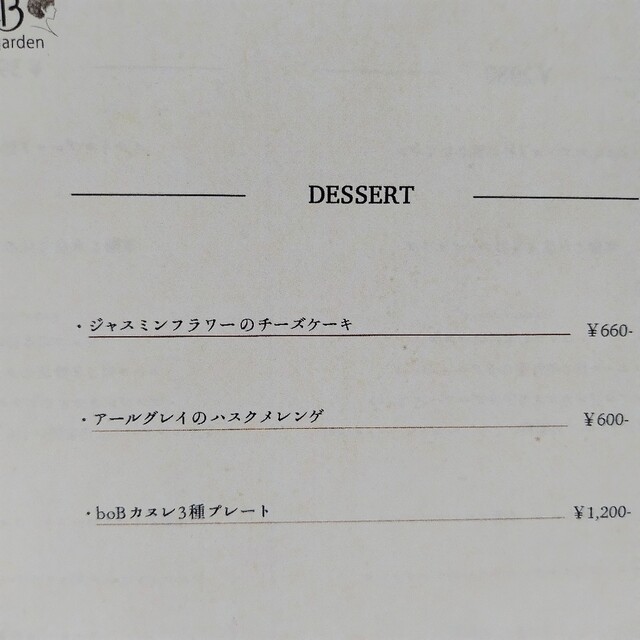 B
arden
DESSERT
・ジャスミンフラワーのチーズケーキ ¥660-
・アールグレイのハスクメレンゲ ¥600-
・boBカヌレ3種プレート ¥1,200-